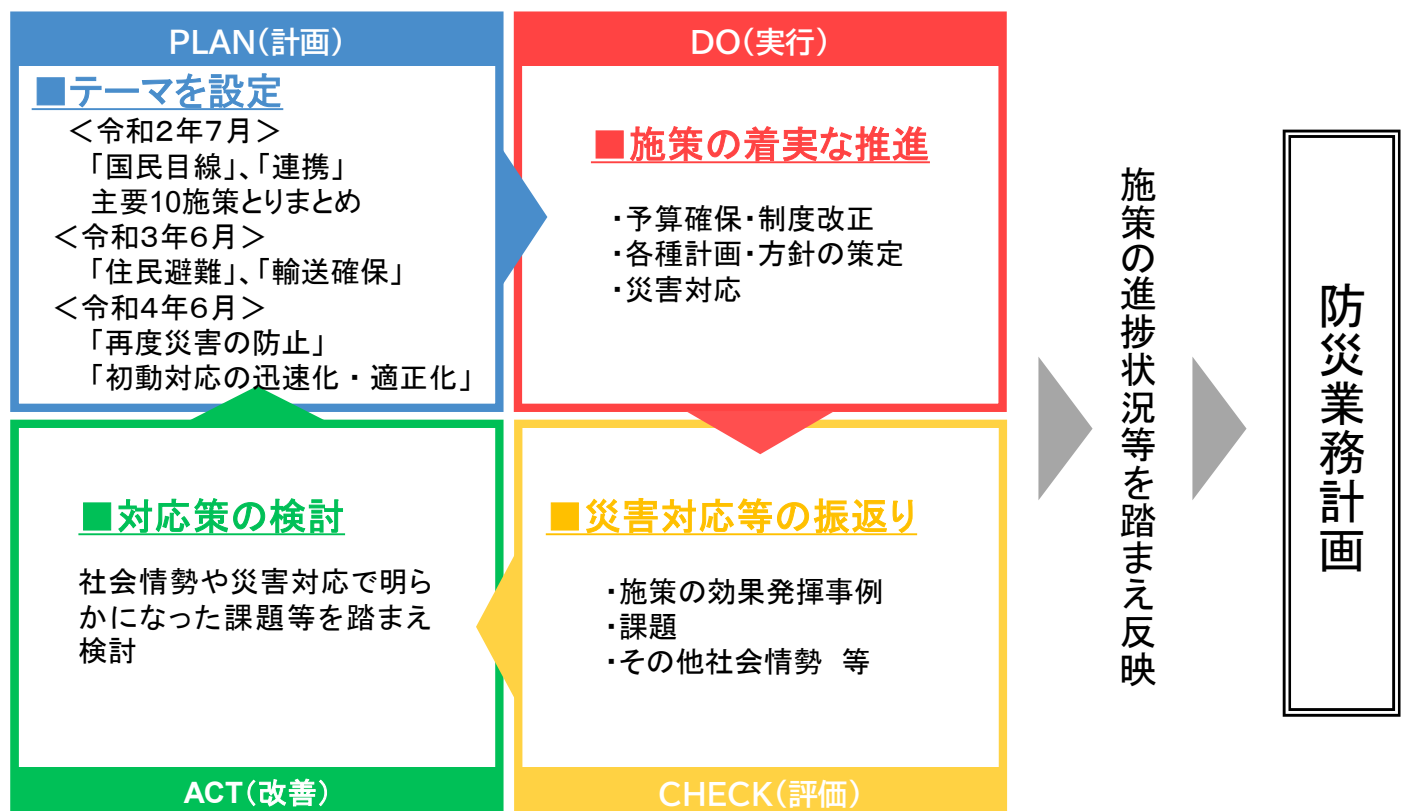 PLAN(計画)
■テーマを設定
＜令和2年7月＞
「国民目線」、「連携」
主要10施策とりまとめ
＜令和3年6月＞
「住民避難」、「輸送確保」
＜令和4年6月＞
「再度災害の防止」
「初動対応の迅速化・適正化」
DO(実行)
■施策の着実な推進
・予算確保・制度改正
・各種計画・方針の策定
・災害対応
■対応策の検討
社会情勢や災害対応で明ら
かになった課題等を踏まえ
検討
ACT(改善)
■災害対応等の振返り
・施策の効果発揮事例
・課題
・その他社会情勢　等
CHECK(評価)
施策の進捗状況等を踏まえ反映
防災業務計画